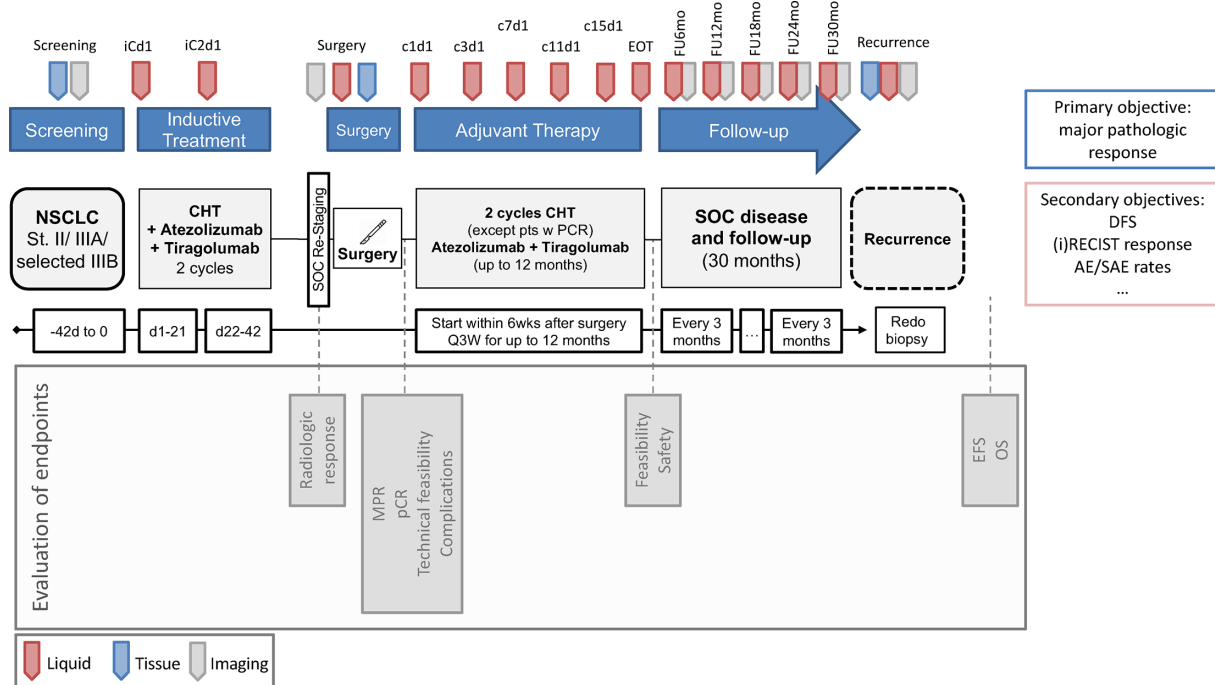 Screening
iCd1
iC2d1
Surgery
c1d1
c3d1
c7d1
c11d1
c15d1
EOT
FU6mo
FU12mo
FU18mo
FU24mo
FU30mo
Recurrence
Screening
Inductive
Treatment
Surgery
Adjuvant Therapy
Follow-up
Primary objective:
major pathologic
response
Secondary objectives:
DFS
(i)RECIST response
AE/SAE rates
...
NSCLC
St. II/ IIIA/
selected IIIB
CHT
+ Atezolizumab
+ Tiragolumab
2 cycles
SOC Re-Staging
Surgery
2 cycles CHT
(except pts w PCR)
Atezolizumab + Tiragolumab
(up to 12 months)
SOC disease
and follow-up
(30 months)
Recurrence
-42d to 0
d1-21
d22-42
Start within 6wks after surgery
Q3W for up to 12 months
Every 3
months
...
Every 3
months
Redo
biopsy
Evaluation of endpoints
Radiologic
response
MPR
pCR
Technical feasibility
Complications
Feasibility
Safety
EFS
OS
Liquid
Tissue
Imaging